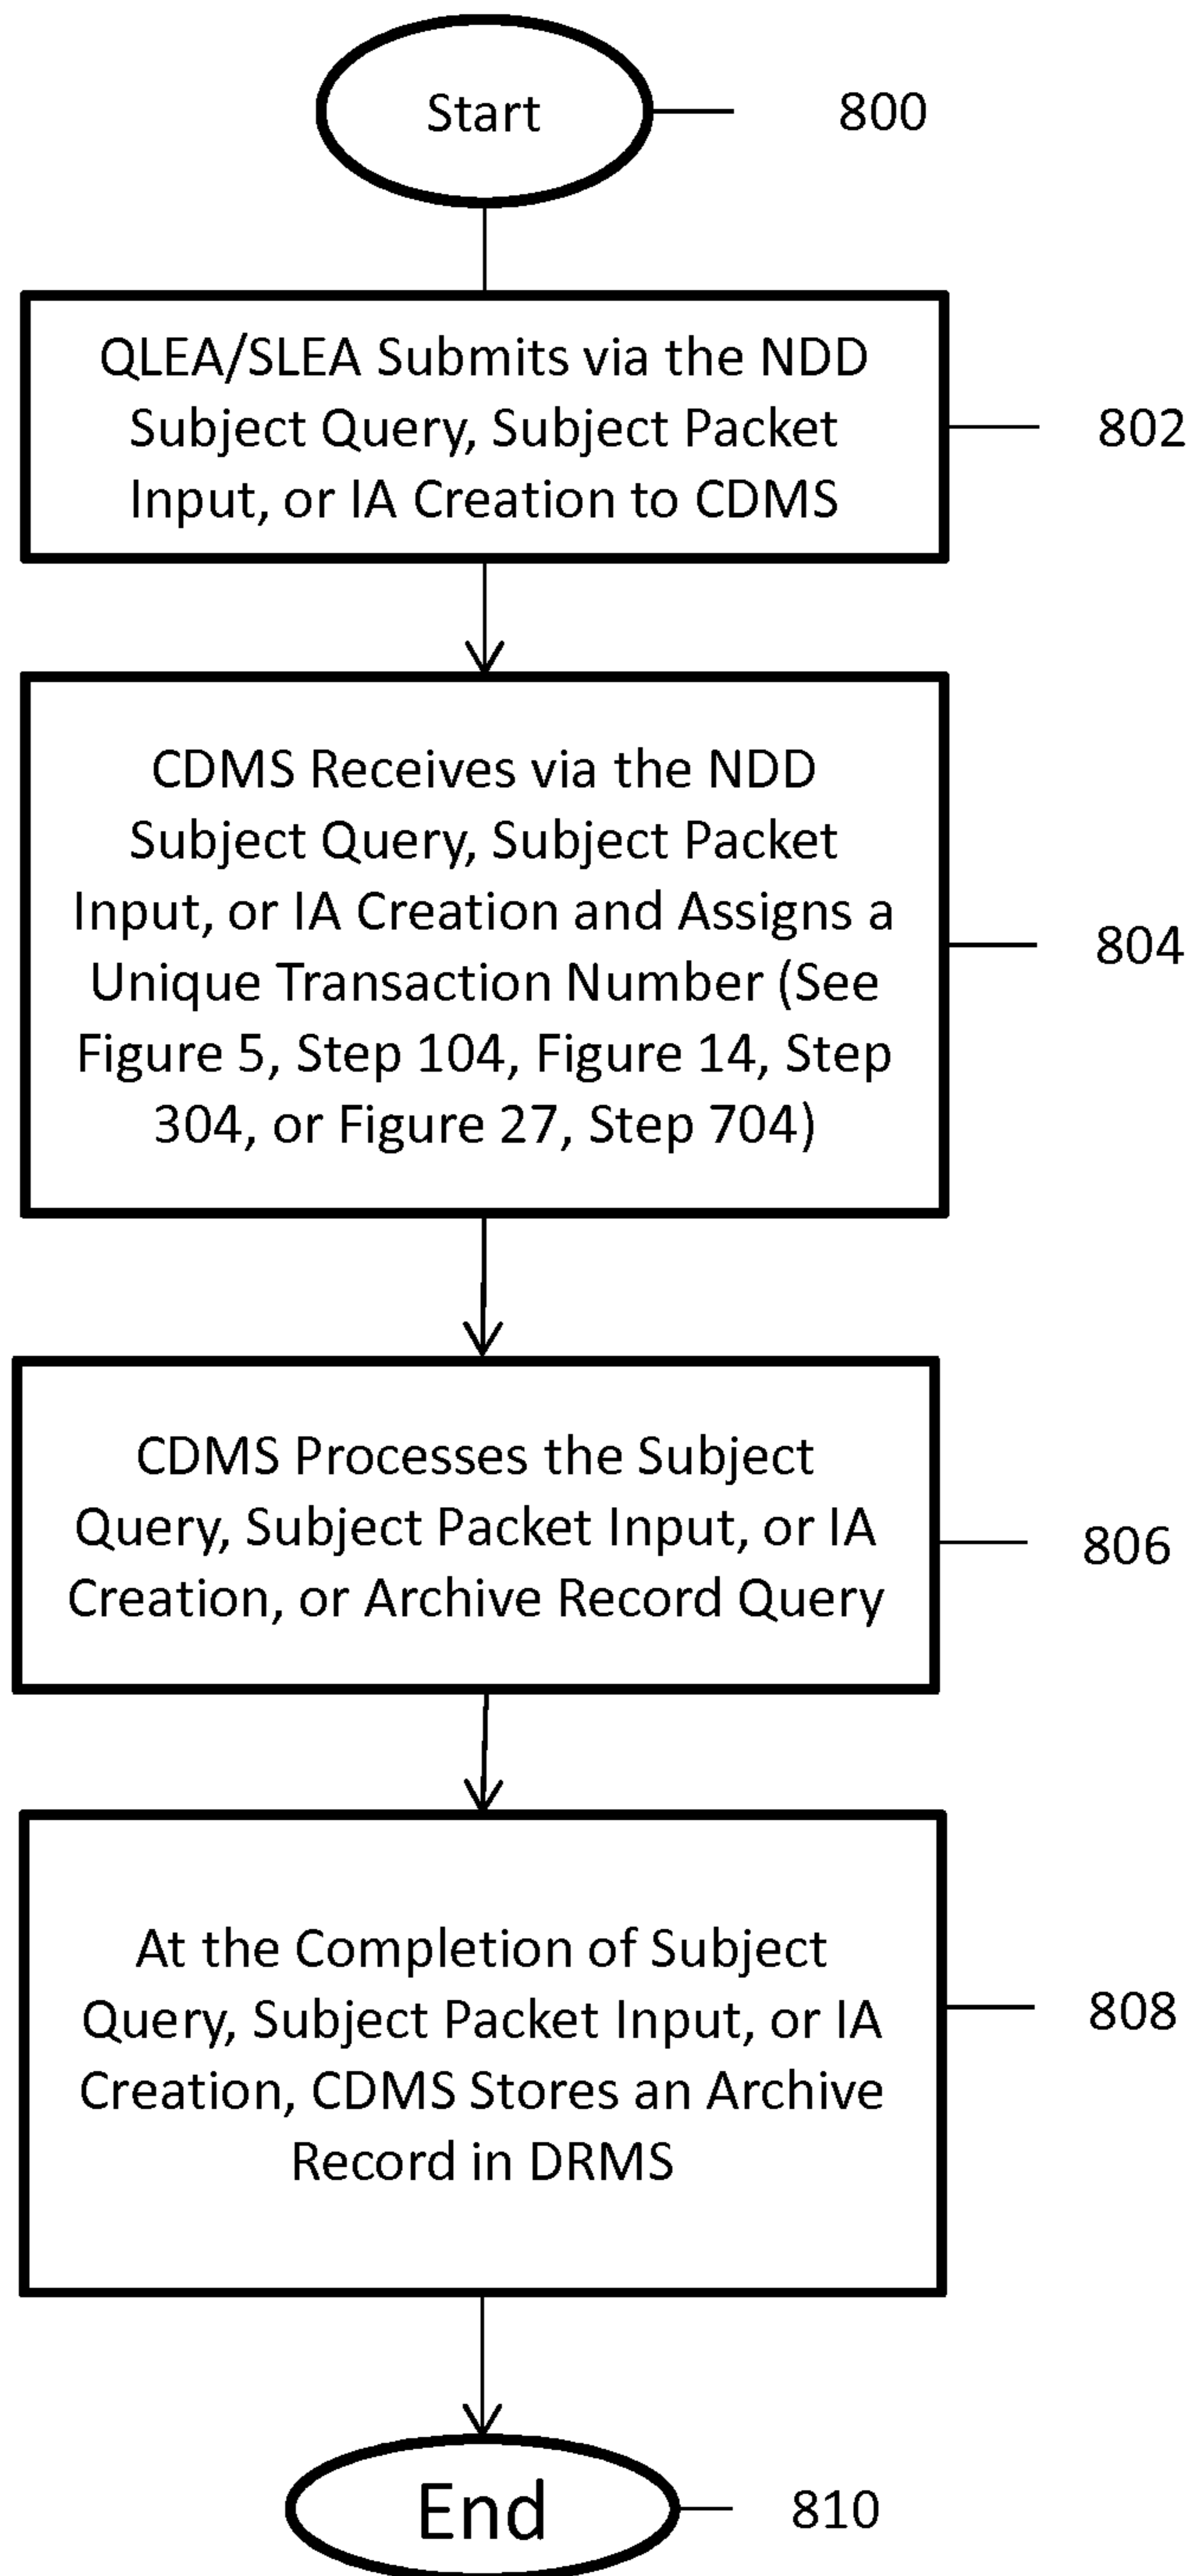 Start
800
QLEA/SLEA Submits via the NDD
Subject Query, Subject Packet
Input, or IA Creation to CDMS
802
CDMS Receives via the NDD
Subject Query, Subject Packet
Input, or IA Creation and Assigns a
Unique Transaction Number (See
Figure 5, Step 104, Figure 14, Step
304, or Figure 27, Step 704)
804
CDMS Processes the Subject
Query, Subject Packet Input, or IA
Creation, or Archive Record Query
806
At the Completion of Subject
Query, Subject Packet Input, or IA
Creation, CDMS Stores an Archive
Record in DRMS
808
End
810